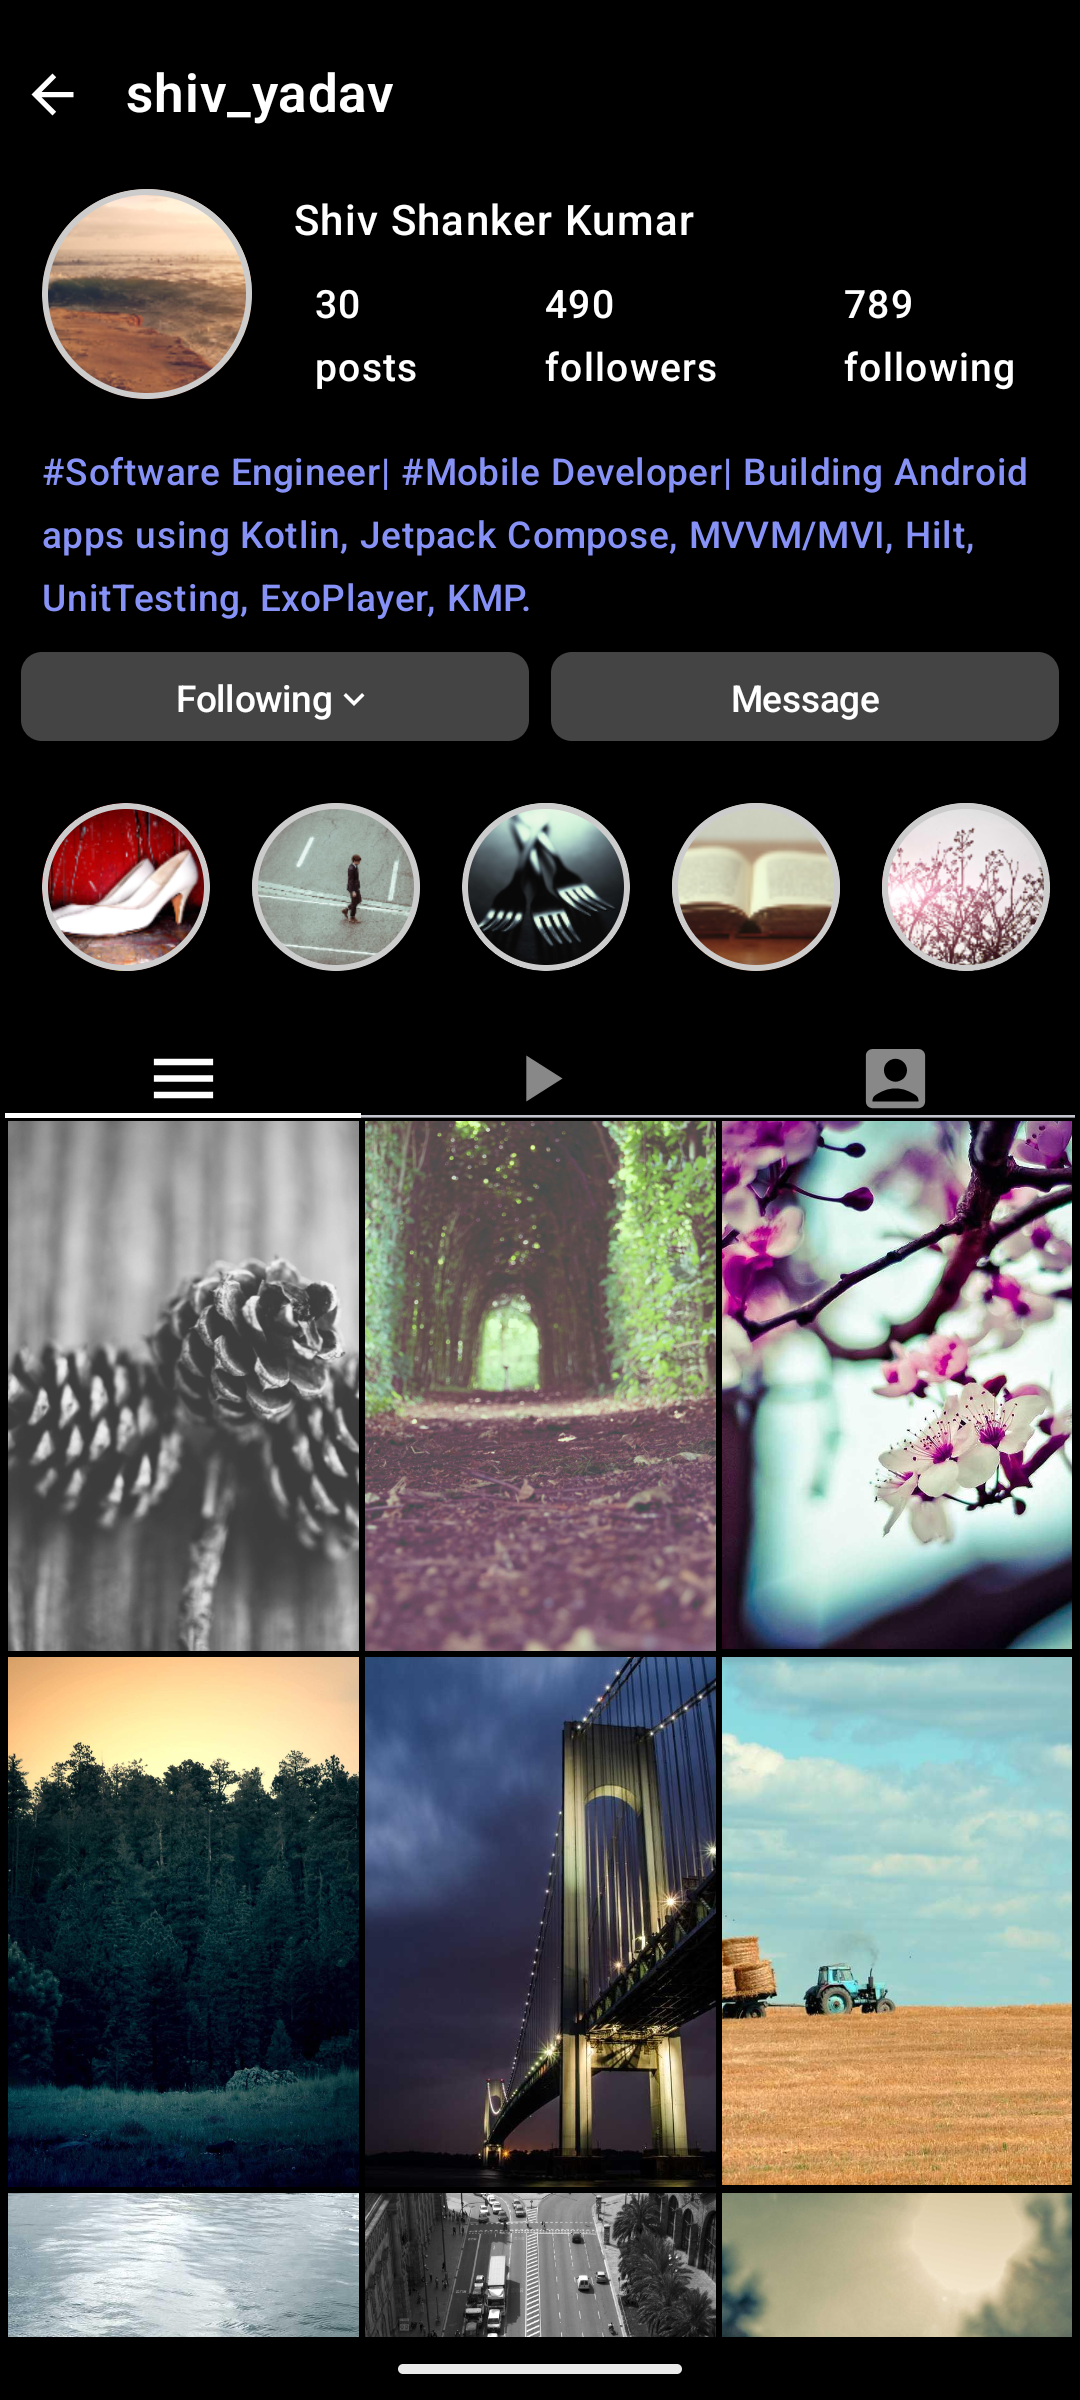 shiv_yadav
Shiv Shanker Kumar
30 490 789
posts followers following
#Software Engineer| #Mobile Developer| Building Android
apps using Kotlin, Jetpack Compose, MVVM/MVI, Hilt,
UnitTesting, ExoPlayer, KMP.
Following Message